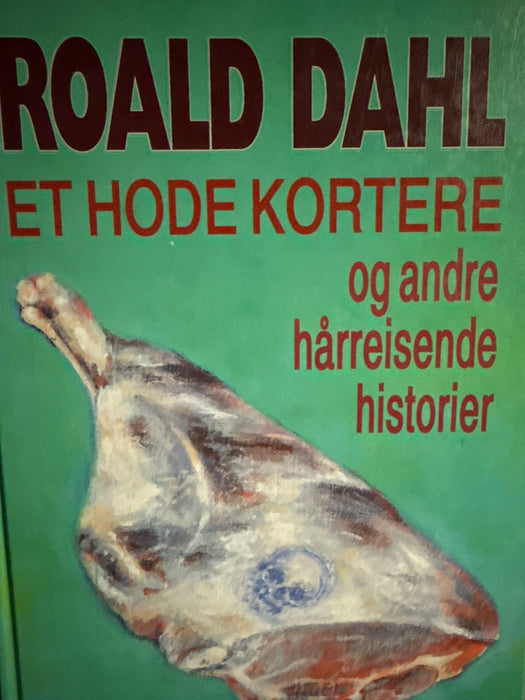 ROALD DAHL
ET HODE KORTERE
og andre
hårreisende
historier